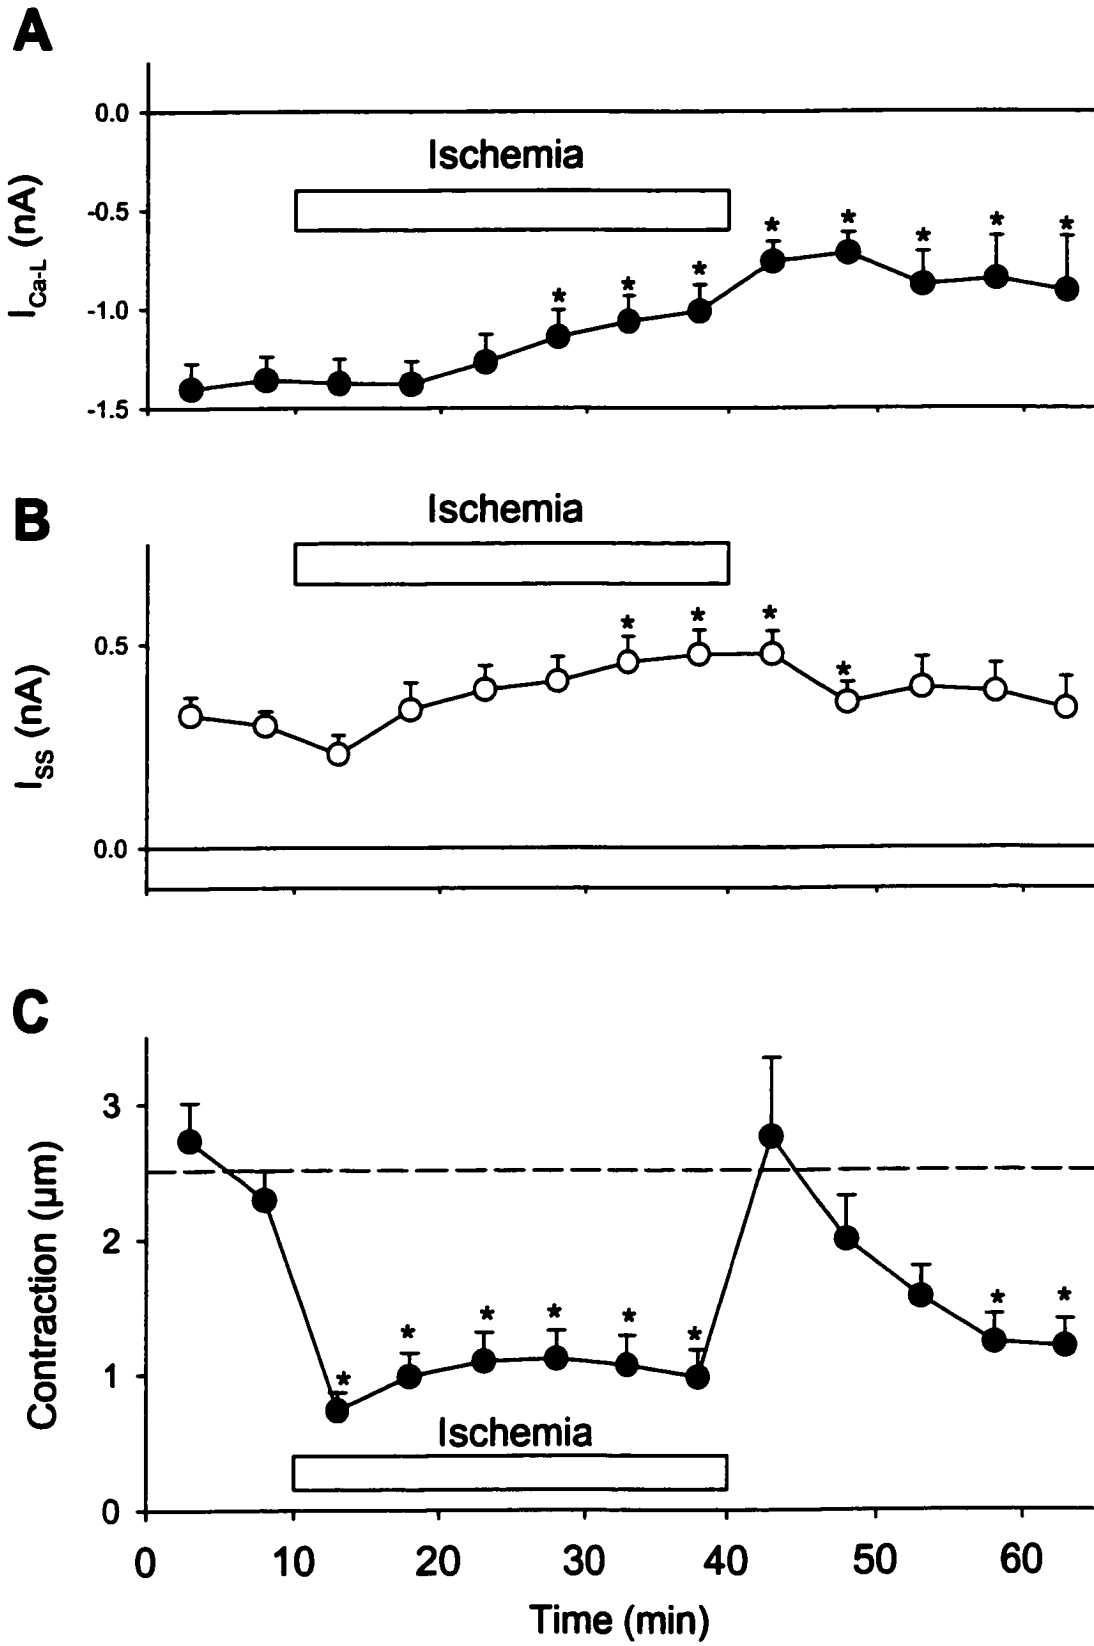 A
0.0
Ischemia
-0.5
* * * * * * * *
I_Ca-L (nA)
-1.0
-1.5
B
Ischemia
* * * *
0.5
I_SS (nA)
0.0
C
3
2
Contraction (µm)
* * * * * * * *
1
Ischemia
0
0 10 20 30 40 50 60
Time (min)